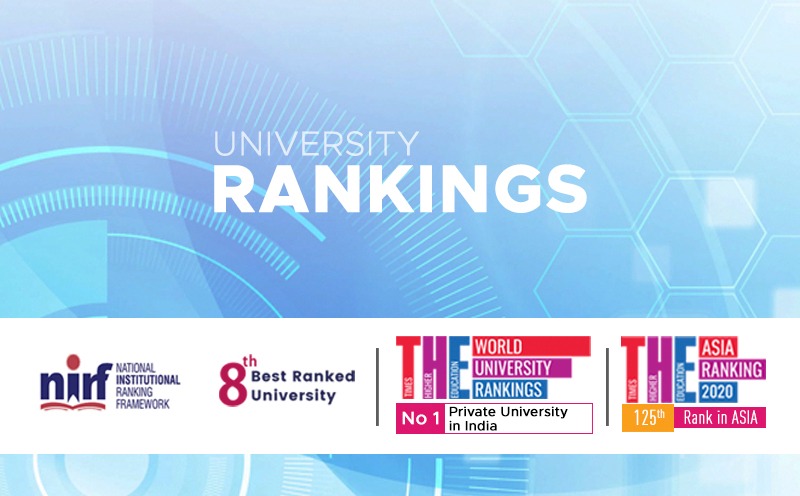 UNIVERSITY
RANKINGS
nirf
NATIONAL
INSTITUTIONAL
RANKING
FRAMEWORK
8th Best Ranked
University
THE
TIMES HIGHER EDUCATION
WORLD
UNIVERSITY
RANKINGS
No 1 Private University
in India
THE
TIMES HIGHER EDUCATION
ASIA
RANKING
2020
125th Rank in ASIA